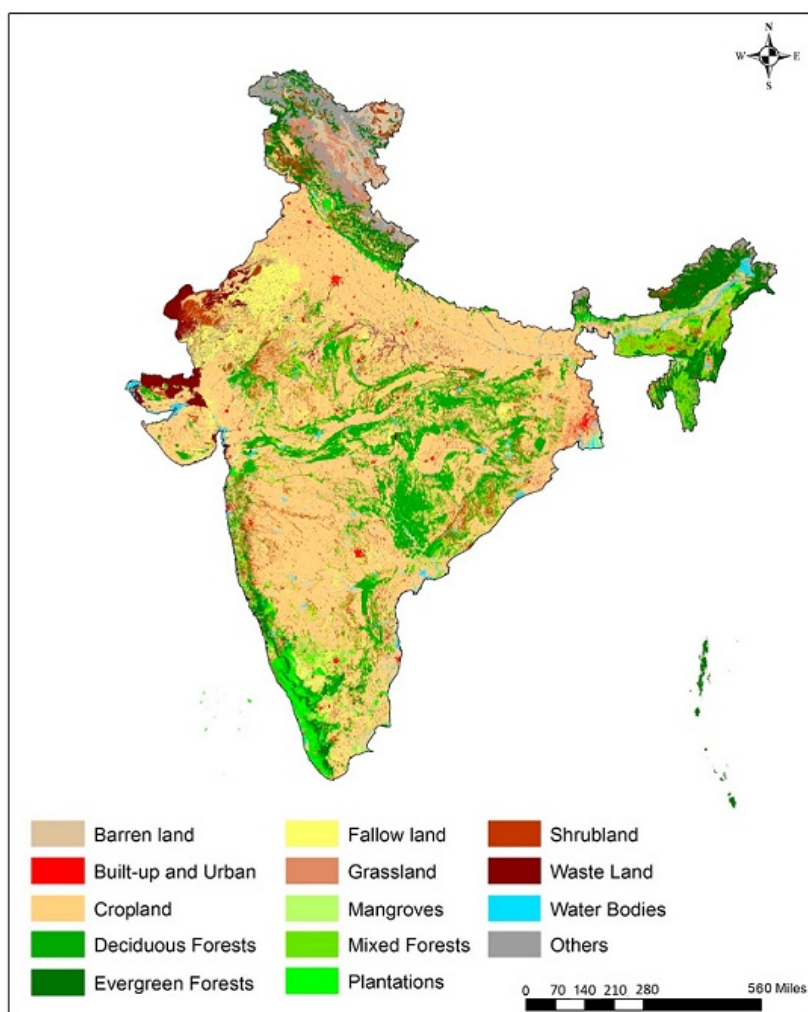 N
W E
S
Barren land
Fallow land
Shrubland
Built-up and Urban
Grassland
Waste Land
Cropland
Mangroves
Water Bodies
Deciduous Forests
Mixed Forests
Others
Evergreen Forests
Plantations
0 70 140 210 280 560 Miles